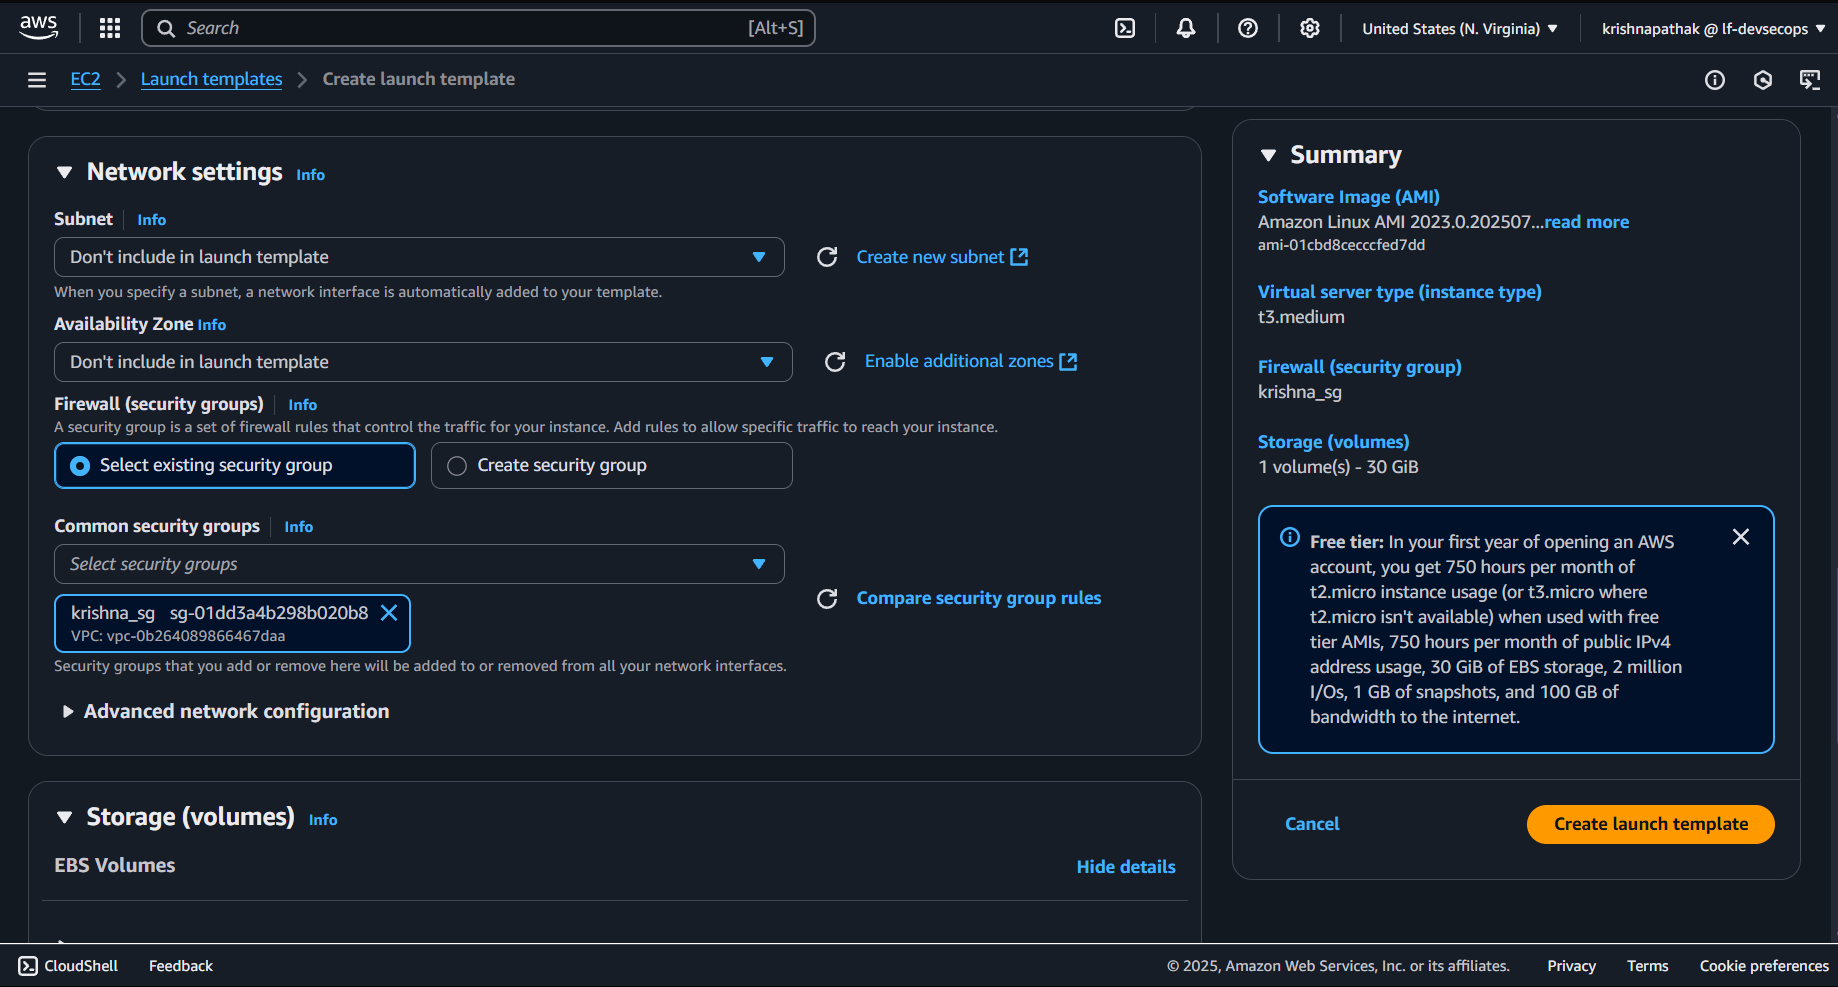 aws
Search [Alt+S]
United States (N. Virginia) krishnapathak @ lf-devsecops
EC2 Launch templates Create launch template
Network settings Info
Subnet Info
Don't include in launch template
Create new subnet
When you specify a subnet, a network interface is automatically added to your template.
Availability Zone Info
Don't include in launch template
Enable additional zones
Firewall (security groups) Info
A security group is a set of firewall rules that control the traffic for your instance. Add rules to allow specific traffic to reach your instance.
Select existing security group
Create security group
Common security groups Info
Select security groups
krishna_sg sg-01dd3a4b298b020b8
VPC: vpc-0b264089866467daa
Compare security group rules
Security groups that you add or remove here will be added to or removed from all your network interfaces.
Advanced network configuration
Storage (volumes) Info
EBS Volumes
Hide details
Summary
Software Image (AMI)
Amazon Linux AMI 2023.0.202507...read more
ami-01cbd8cecccfed7dd
Virtual server type (instance type)
t3.medium
Firewall (security group)
krishna_sg
Storage (volumes)
1 volume(s) - 30 GiB
Free tier: In your first year of opening an AWS
account, you get 750 hours per month of
t2.micro instance usage (or t3.micro where
t2.micro isn't available) when used with free
tier AMIs, 750 hours per month of public IPv4
address usage, 30 GiB of EBS storage, 2 million
I/Os, 1 GB of snapshots, and 100 GB of
bandwidth to the internet.
Cancel
Create launch template
CloudShell Feedback
© 2025, Amazon Web Services, Inc. or its affiliates. Privacy Terms Cookie preferences